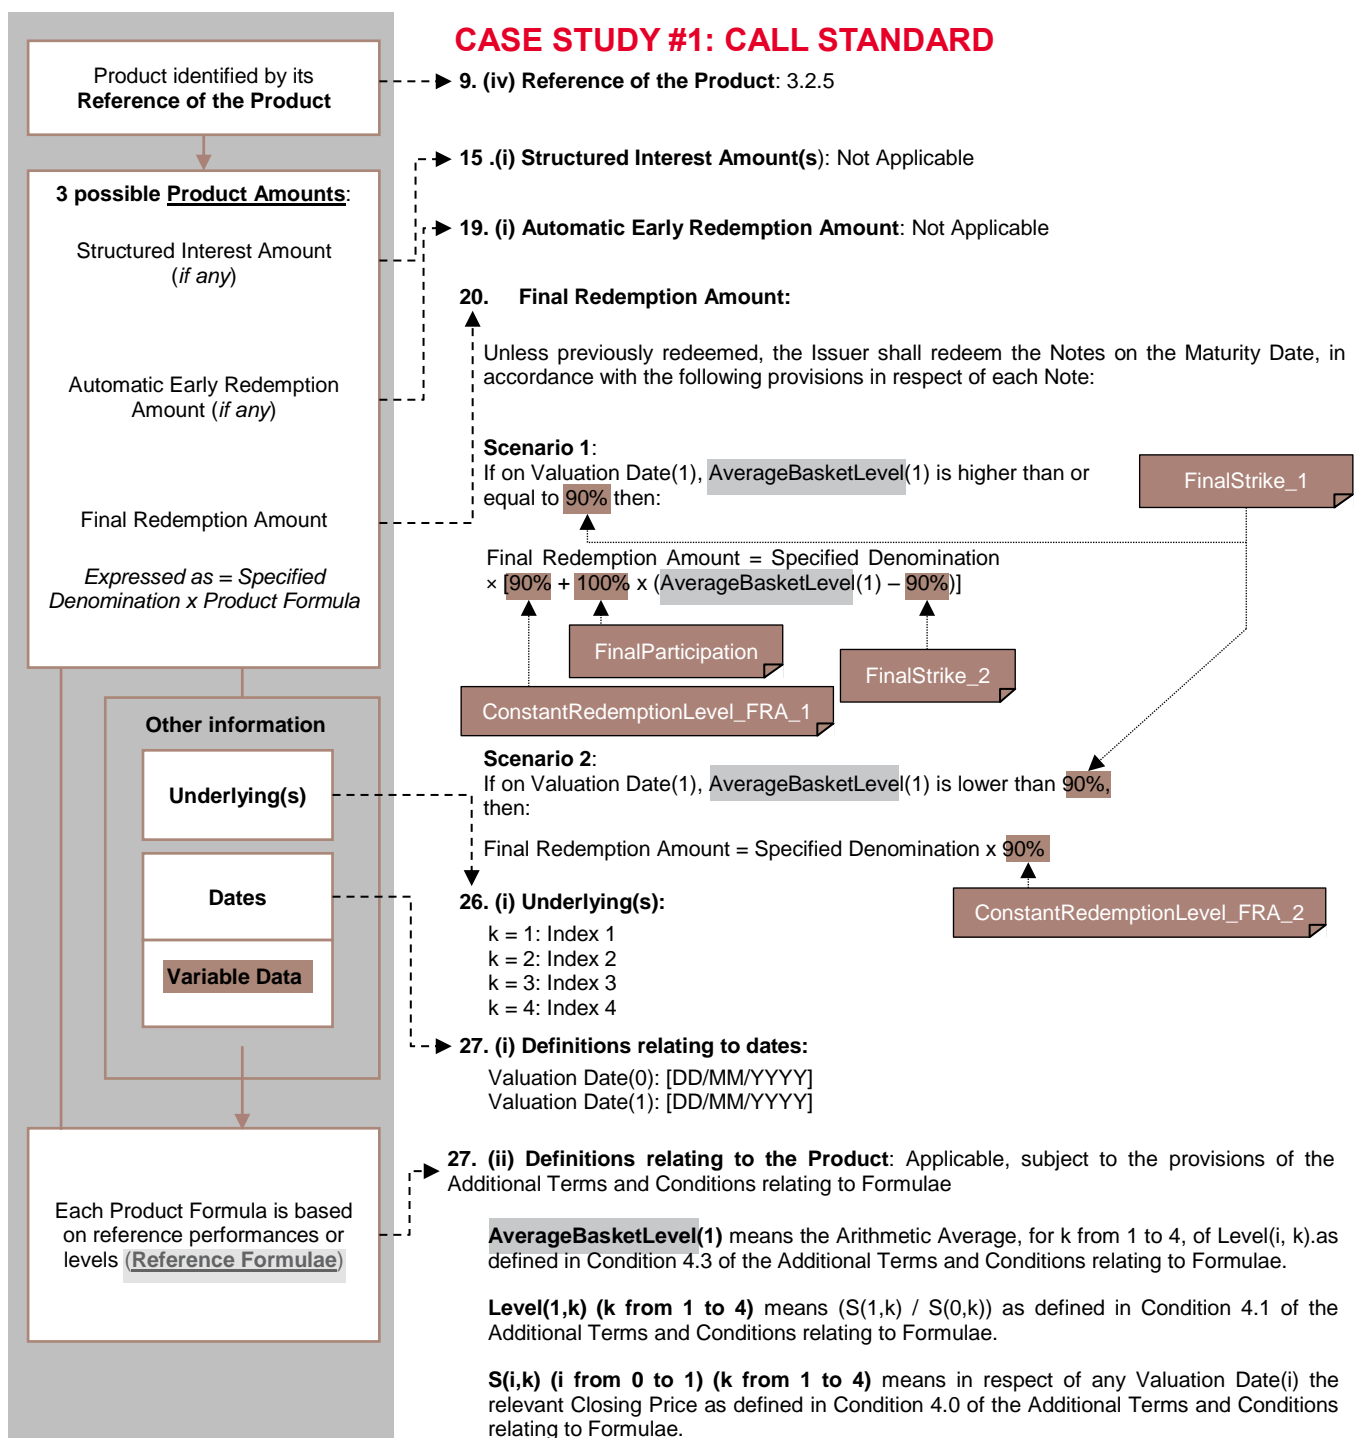 CASE STUDY #1: CALL STANDARD
Product identified by its
Reference of the Product
9. (iv) Reference of the Product: 3.2.5
15 .(i) Structured Interest Amount(s): Not Applicable
3 possible Product Amounts:
19. (i) Automatic Early Redemption Amount: Not Applicable
Structured Interest Amount
(if any)
20. Final Redemption Amount:
Unless previously redeemed, the Issuer shall redeem the Notes on the Maturity Date, in
accordance with the following provisions in respect of each Note:
Automatic Early Redemption
Amount (if any)
Scenario 1:
If on Valuation Date(1), AverageBasketLevel(1) is higher than or
equal to 90% then:
FinalStrike_1
Final Redemption Amount
Expressed as = Specified
Denomination x Product Formula
Final Redemption Amount = Specified Denomination
× [90% + 100% x (AverageBasketLevel(1) – 90%)]
FinalParticipation
FinalStrike_2
ConstantRedemptionLevel_FRA_1
Other information
Scenario 2:
If on Valuation Date(1), AverageBasketLevel(1) is lower than 90%,
then:
Underlying(s)
Final Redemption Amount = Specified Denomination x 90%
ConstantRedemptionLevel_FRA_2
Dates
26. (i) Underlying(s):
k = 1: Index 1
k = 2: Index 2
k = 3: Index 3
k = 4: Index 4
Variable Data
27. (i) Definitions relating to dates:
Valuation Date(0): [DD/MM/YYYY]
Valuation Date(1): [DD/MM/YYYY]
27. (ii) Definitions relating to the Product: Applicable, subject to the provisions of the
Additional Terms and Conditions relating to Formulae
Each Product Formula is based
on reference performances or
levels (Reference Formulae)
AverageBasketLevel(1) means the Arithmetic Average, for k from 1 to 4, of Level(i, k).as
defined in Condition 4.3 of the Additional Terms and Conditions relating to Formulae.
Level(1,k) (k from 1 to 4) means (S(1,k) / S(0,k)) as defined in Condition 4.1 of the
Additional Terms and Conditions relating to Formulae.
S(i,k) (i from 0 to 1) (k from 1 to 4) means in respect of any Valuation Date(i) the
relevant Closing Price as defined in Condition 4.0 of the Additional Terms and Conditions
relating to Formulae.